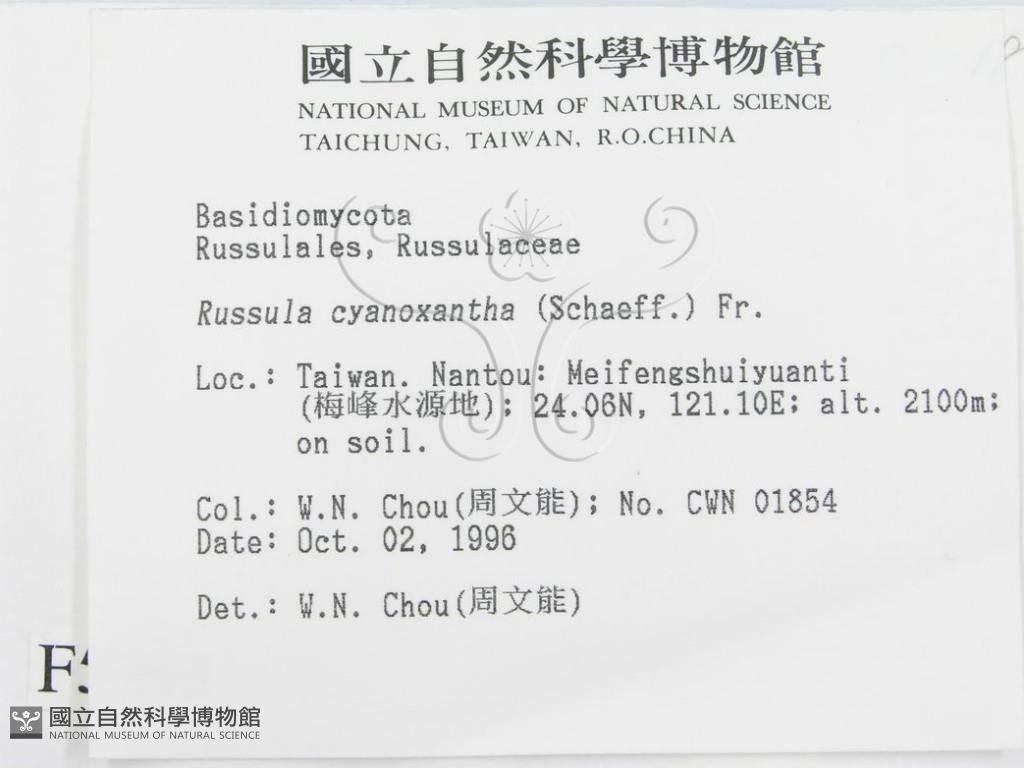 國立自然科學博物館
NATIONAL MUSEUM OF NATURAL SCIENCE
TAICHUNG, TAIWAN, R.O.CHINA
Basidiomycota
Russulales, Russulaceae
Russula cyanoxantha (Schaeff.) Fr.
Loc.: Taiwan. Nantou: Meifengshuiyuanti
(梅峰水源地); 24.06N, 121.10E; alt. 2100m;
on soil.
Col.: W.N. Chou(周文能); No. CWN 01854
Date: Oct. 02, 1996
Det.: W.N. Chou(周文能)
國立自然科學博物館
NATIONAL MUSEUM OF NATURAL SCIENCE